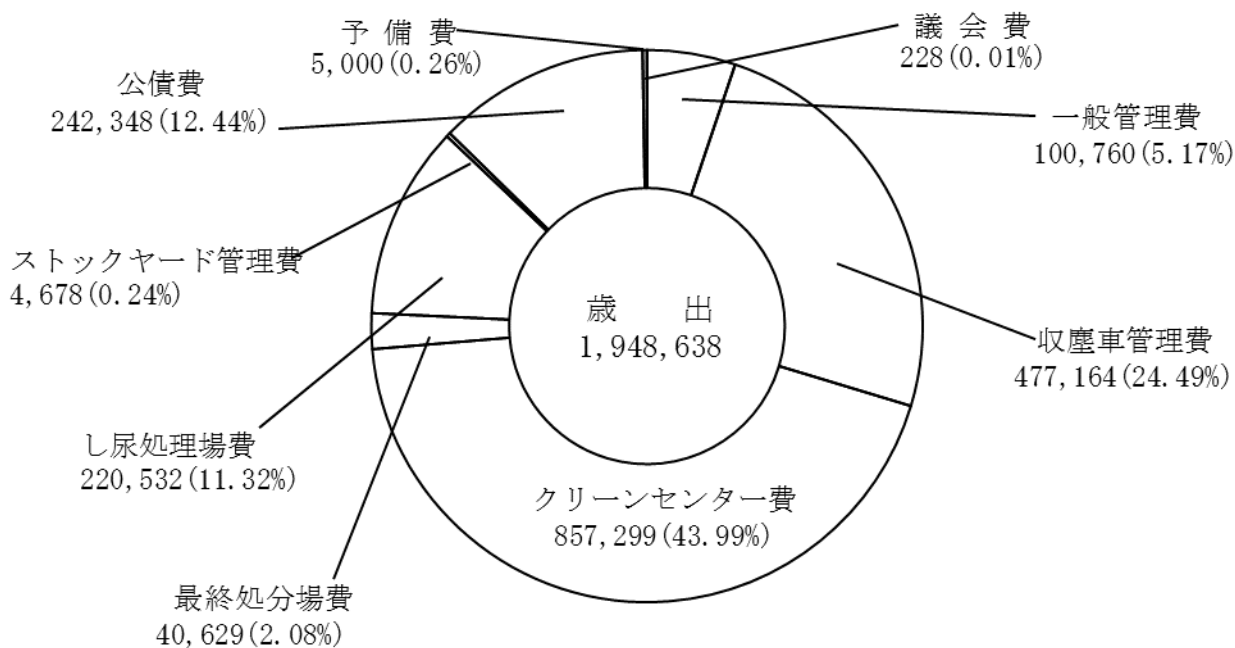 予 備 費
5,000(0.26%)
議 会 費
228(0.01%)
公債費
242,348(12.44%)
一般管理費
100,760(5.17%)
ストックヤード管理費
4,678(0.24%)
歳 出
1,948,638
収塵車管理費
477,164(24.49%)
し尿処理場費
220,532(11.32%)
クリーンセンター費
857,299(43.99%)
最終処分場費
40,629(2.08%)